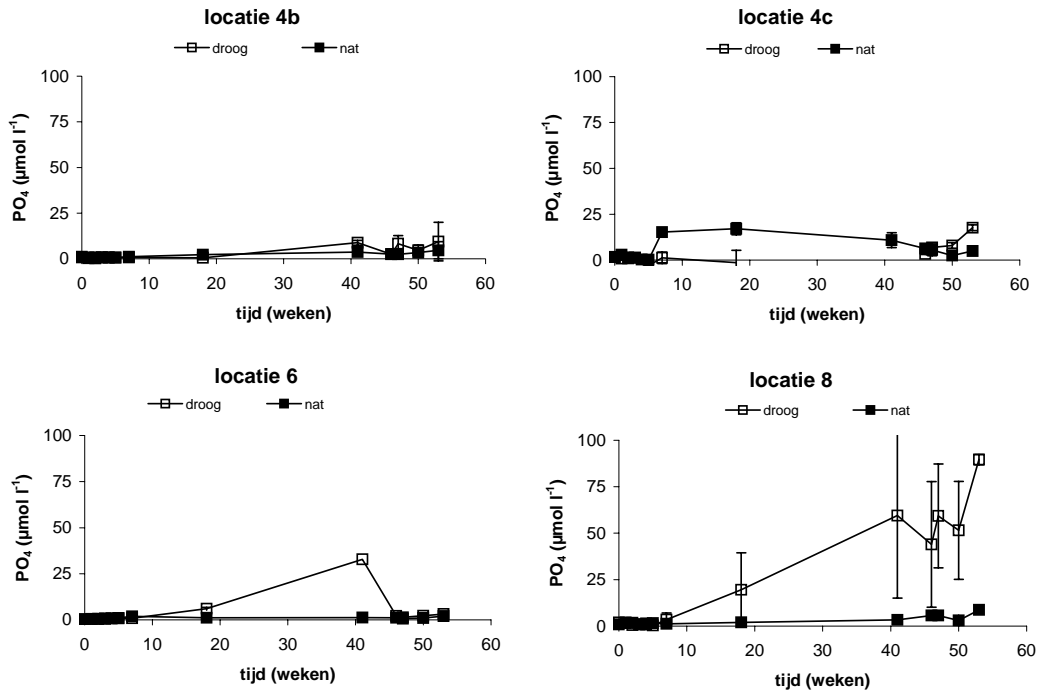 locatie 4b
droog nat
100
75
50
25
0
PO₄ (µmol l⁻¹)
0 10 20 30 40 50 60
tijd (weken)
locatie 4c
droog nat
100
75
50
25
0
PO₄ (µmol l⁻¹)
0 10 20 30 40 50 60
tijd (weken)
locatie 6
droog nat
100
75
50
25
0
PO₄ (µmol l⁻¹)
0 10 20 30 40 50 60
tijd (weken)
locatie 8
droog nat
100
75
50
25
0
PO₄ (µmol l⁻¹)
0 10 20 30 40 50 60
tijd (weken)